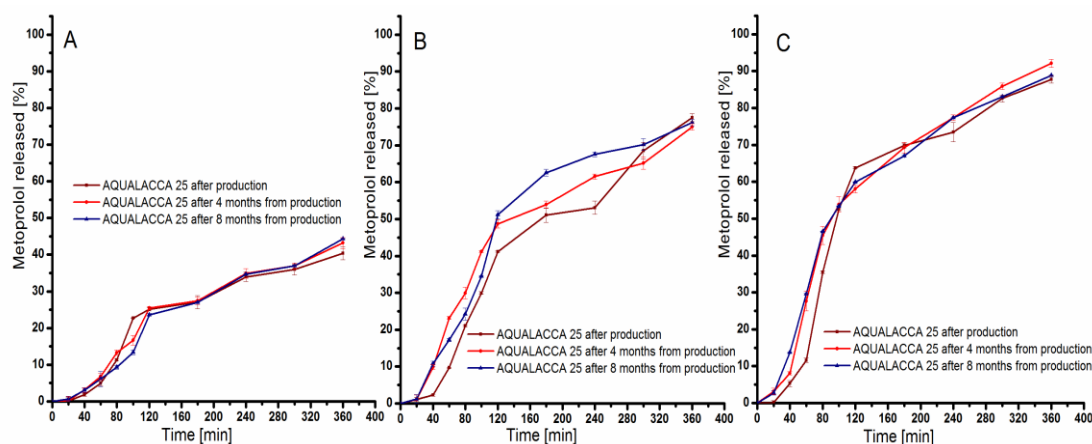 A
Metoprolol released [%]
100
90
80
70
60
50
40
30
20
10
0
AQUALACCA 25 after production
AQUALACCA 25 after 4 months from production
AQUALACCA 25 after 8 months from production
0 40 80 120 160 200 240 280 320 360 400
Time [min]
B
Metoprolol released [%]
100
90
80
70
60
50
40
30
20
10
0
AQUALACCA 25 after production
AQUALACCA 25 after 4 months from production
AQUALACCA 25 after 8 months from production
0 40 80 120 160 200 240 280 320 360 400
Time [min]
C
Metoprolol released [%]
100
90
80
70
60
50
40
30
20
10
0
AQUALACCA 25 after production
AQUALACCA 25 after 4 months from production
AQUALACCA 25 after 8 months from production
0 40 80 120 160 200 240 280 320 360 400
Time [min]